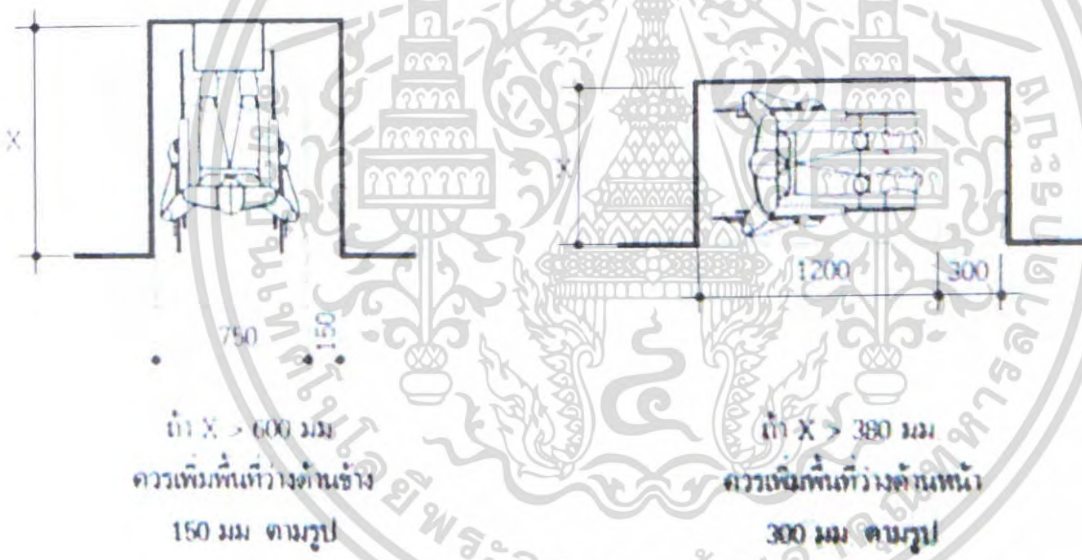 X
750
150
ถ้า X > 600 มม
ควรเพิ่มพื้นที่ว่างด้านข้าง
150 มม ตามรูป
X
1200
300
ถ้า X > 380 มม
ควรเพิ่มพื้นที่ว่างด้านหน้า
300 มม ตามรูป